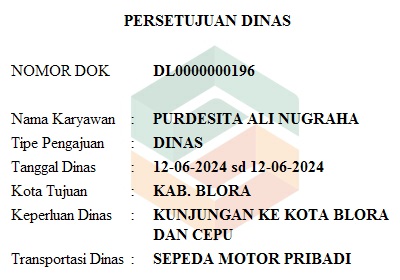 PERSETUJUAN DINAS
NOMOR DOK DL0000000196
Nama Karyawan : PURDESITA ALI NUGRAHA
Tipe Pengajuan : DINAS
Tanggal Dinas : 12-06-2024 sd 12-06-2024
Kota Tujuan : KAB. BLORA
Keperluan Dinas : KUNJUNGAN KE KOTA BLORA
DAN CEPU
Transportasi Dinas : SEPEDA MOTOR PRIBADI